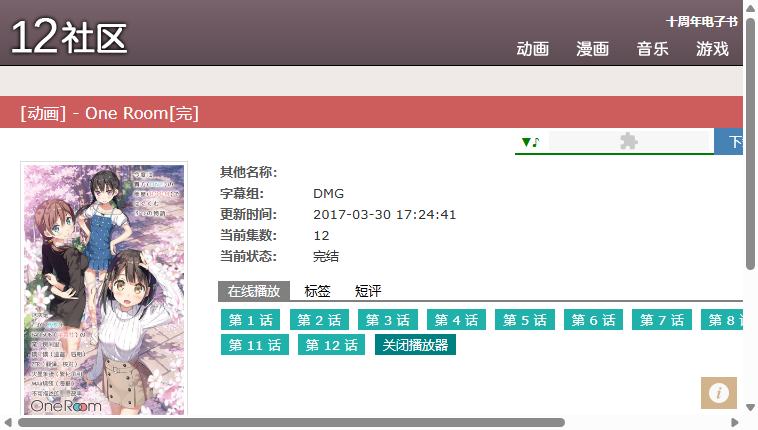 12社区
十周年电子书
动画 漫画 音乐 游戏
[动画] - One Room[完]
▼♪
其他名称:
字幕组: DMG
更新时间: 2017-03-30 17:24:41
当前集数: 12
当前状态: 完结
在线播放 标签 短评
第 1 话 第 2 话 第 3 话 第 4 话 第 5 话 第 6 话 第 7 话 第 8
第 11 话 第 12 话 关闭播放器
One Room